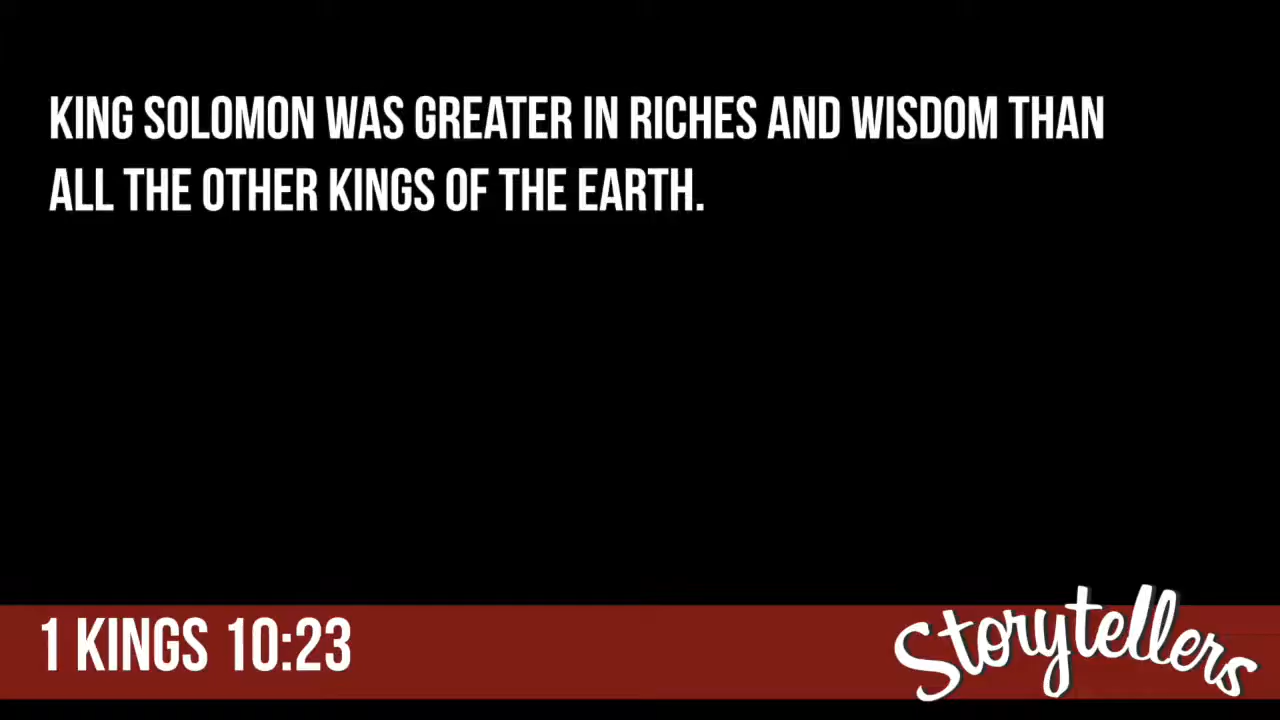 KING SOLOMON WAS GREATER IN RICHES AND WISDOM THAN
ALL THE OTHER KINGS OF THE EARTH.
1 KINGS 10:23
Storytellers